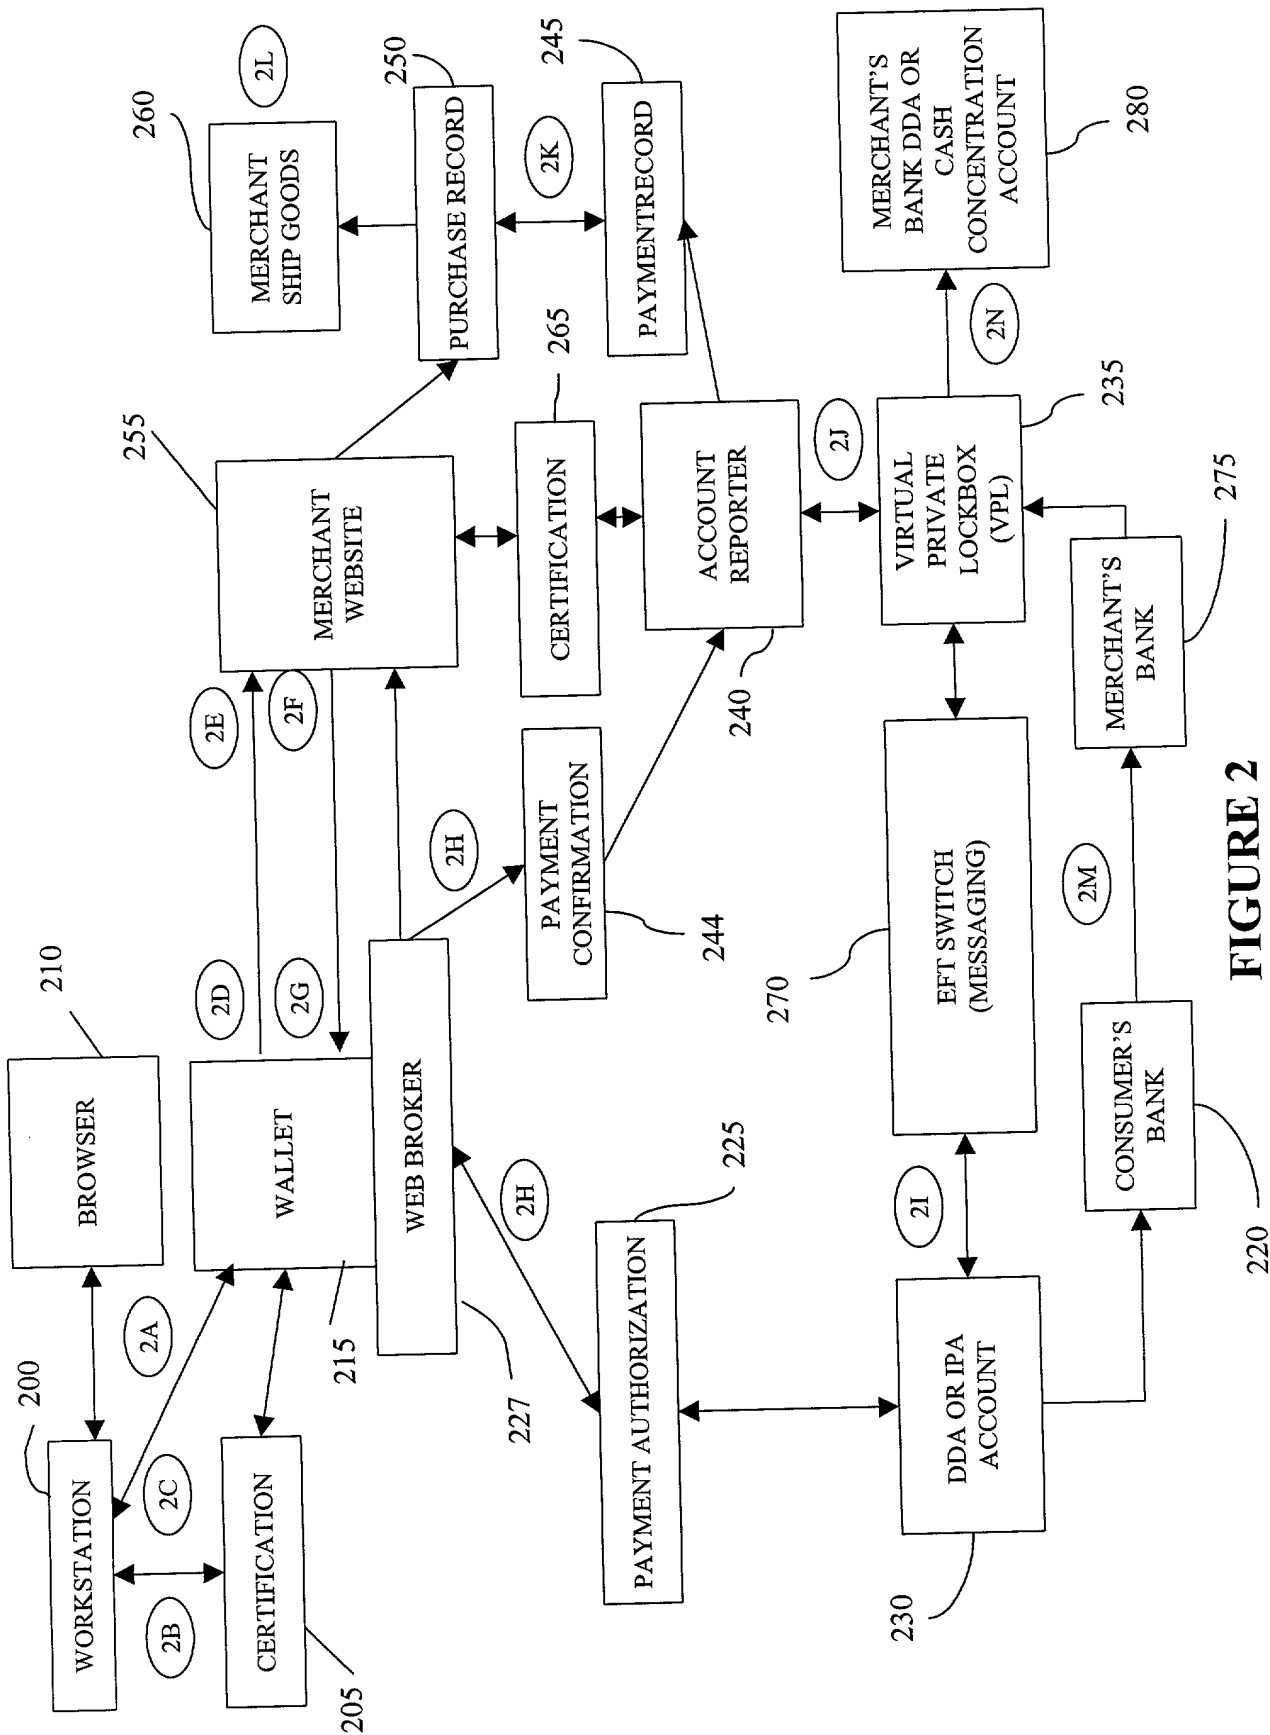 200
WORKSTATION
2A
BROWSER
210
2B
2C
205
CERTIFICATION
WALLET
215
2D
2G
2E
2F
255
MERCHANT
WEBSITE
260
MERCHANT
SHIP GOODS
2L
227
WEB BROKER
2H
2H
PAYMENT
CONFIRMATION
244
CERTIFICATION
265
PURCHASE RECORD
250
2K
225
PAYMENT AUTHORIZATION
240
ACCOUNT
REPORTER
PAYMENTRECORD
245
2J
230
DDA OR IPA
ACCOUNT
2I
270
EFT SWITCH
(MESSAGING)
VIRTUAL
PRIVATE
LOCKBOX
(VPL)
235
2N
MERCHANT'S
BANK DDA OR
CASH
CONCENTRATION
ACCOUNT
280
220
CONSUMER'S
BANK
2M
MERCHANT'S
BANK
275
FIGURE 2